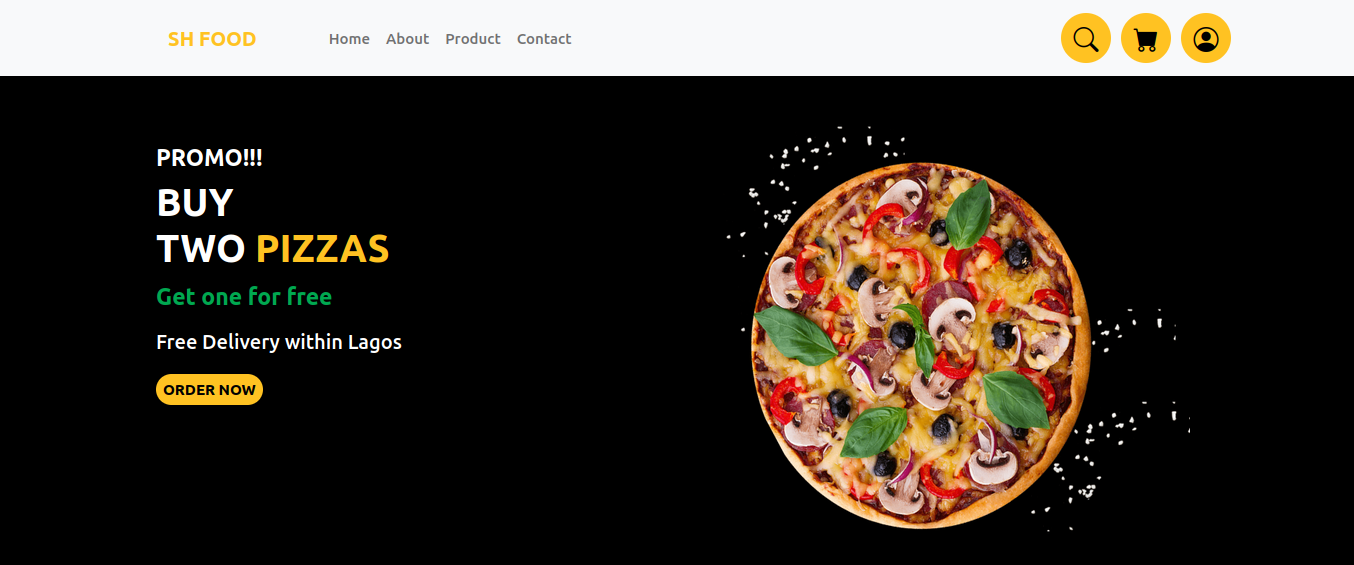 SH FOOD
Home About Product Contact
PROMO!!!
BUY
TWO PIZZAS
Get one for free
Free Delivery within Lagos
ORDER NOW